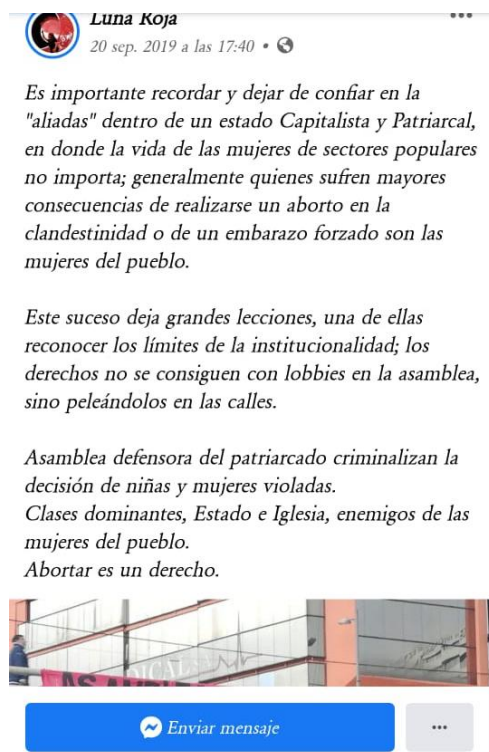 Luna Roja
20 sep. 2019 a las 17:40 •
Es importante recordar y dejar de confiar en la
"aliadas" dentro de un estado Capitalista y Patriarcal,
en donde la vida de las mujeres de sectores populares
no importa; generalmente quienes sufren mayores
consecuencias de realizarse un aborto en la
clandestinidad o de un embarazo forzado son las
mujeres del pueblo.
Este suceso deja grandes lecciones, una de ellas
reconocer los límites de la institucionalidad; los
derechos no se consiguen con lobbies en la asamblea,
sino peleándolos en las calles.
Asamblea defensora del patriarcado criminalizan la
decisión de niñas y mujeres violadas.
Clases dominantes, Estado e Iglesia, enemigos de las
mujeres del pueblo.
Abortar es un derecho.
Enviar mensaje